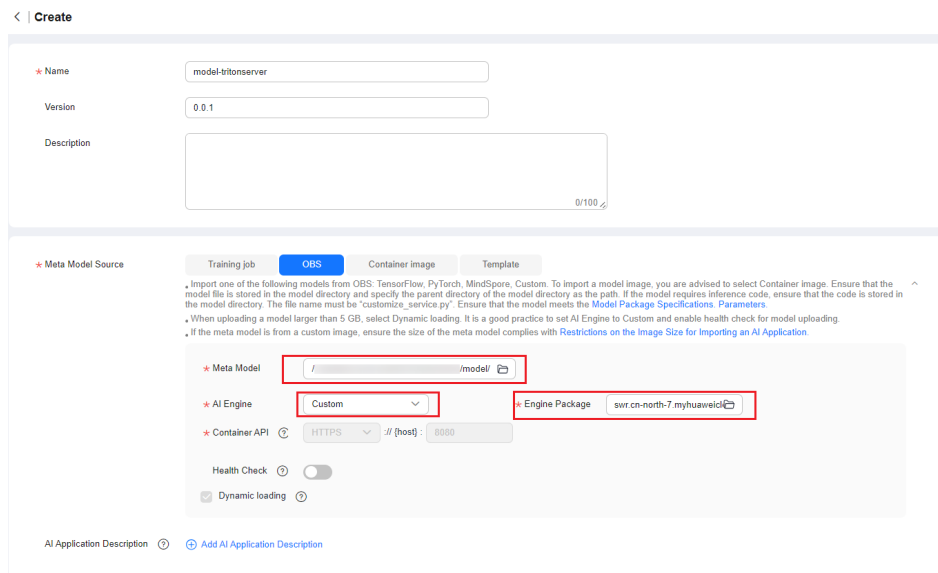 Create
* Name
model-tritonserver
Version
0.0.1
Description
0/100
* Meta Model Source
Training job
OBS
Container image
Template
Import one of the following models from OBS: TensorFlow, PyTorch, MindSpore, Custom. To import a model image, you are advised to select Container image. Ensure that the
model file is stored in the model directory and specify the parent directory of the model directory as the path. If the model requires inference code, ensure that the code is stored in
the model directory. The file name must be "customize_service.py". Ensure that the model meets the Model Package Specifications. Parameters.
When uploading a model larger than 5 GB, select Dynamic loading. It is a good practice to set AI Engine to Custom and enable health check for model uploading.
If the meta model is from a custom image, ensure the size of the meta model complies with Restrictions on the Image Size for Importing an AI Application.
* Meta Model
/ /model/
* AI Engine
Custom
* Engine Package
swr.cn-north-7.myhuaweicl
* Container API
HTTPS
:// {host} :
8080
Health Check
Dynamic loading
AI Application Description
Add AI Application Description